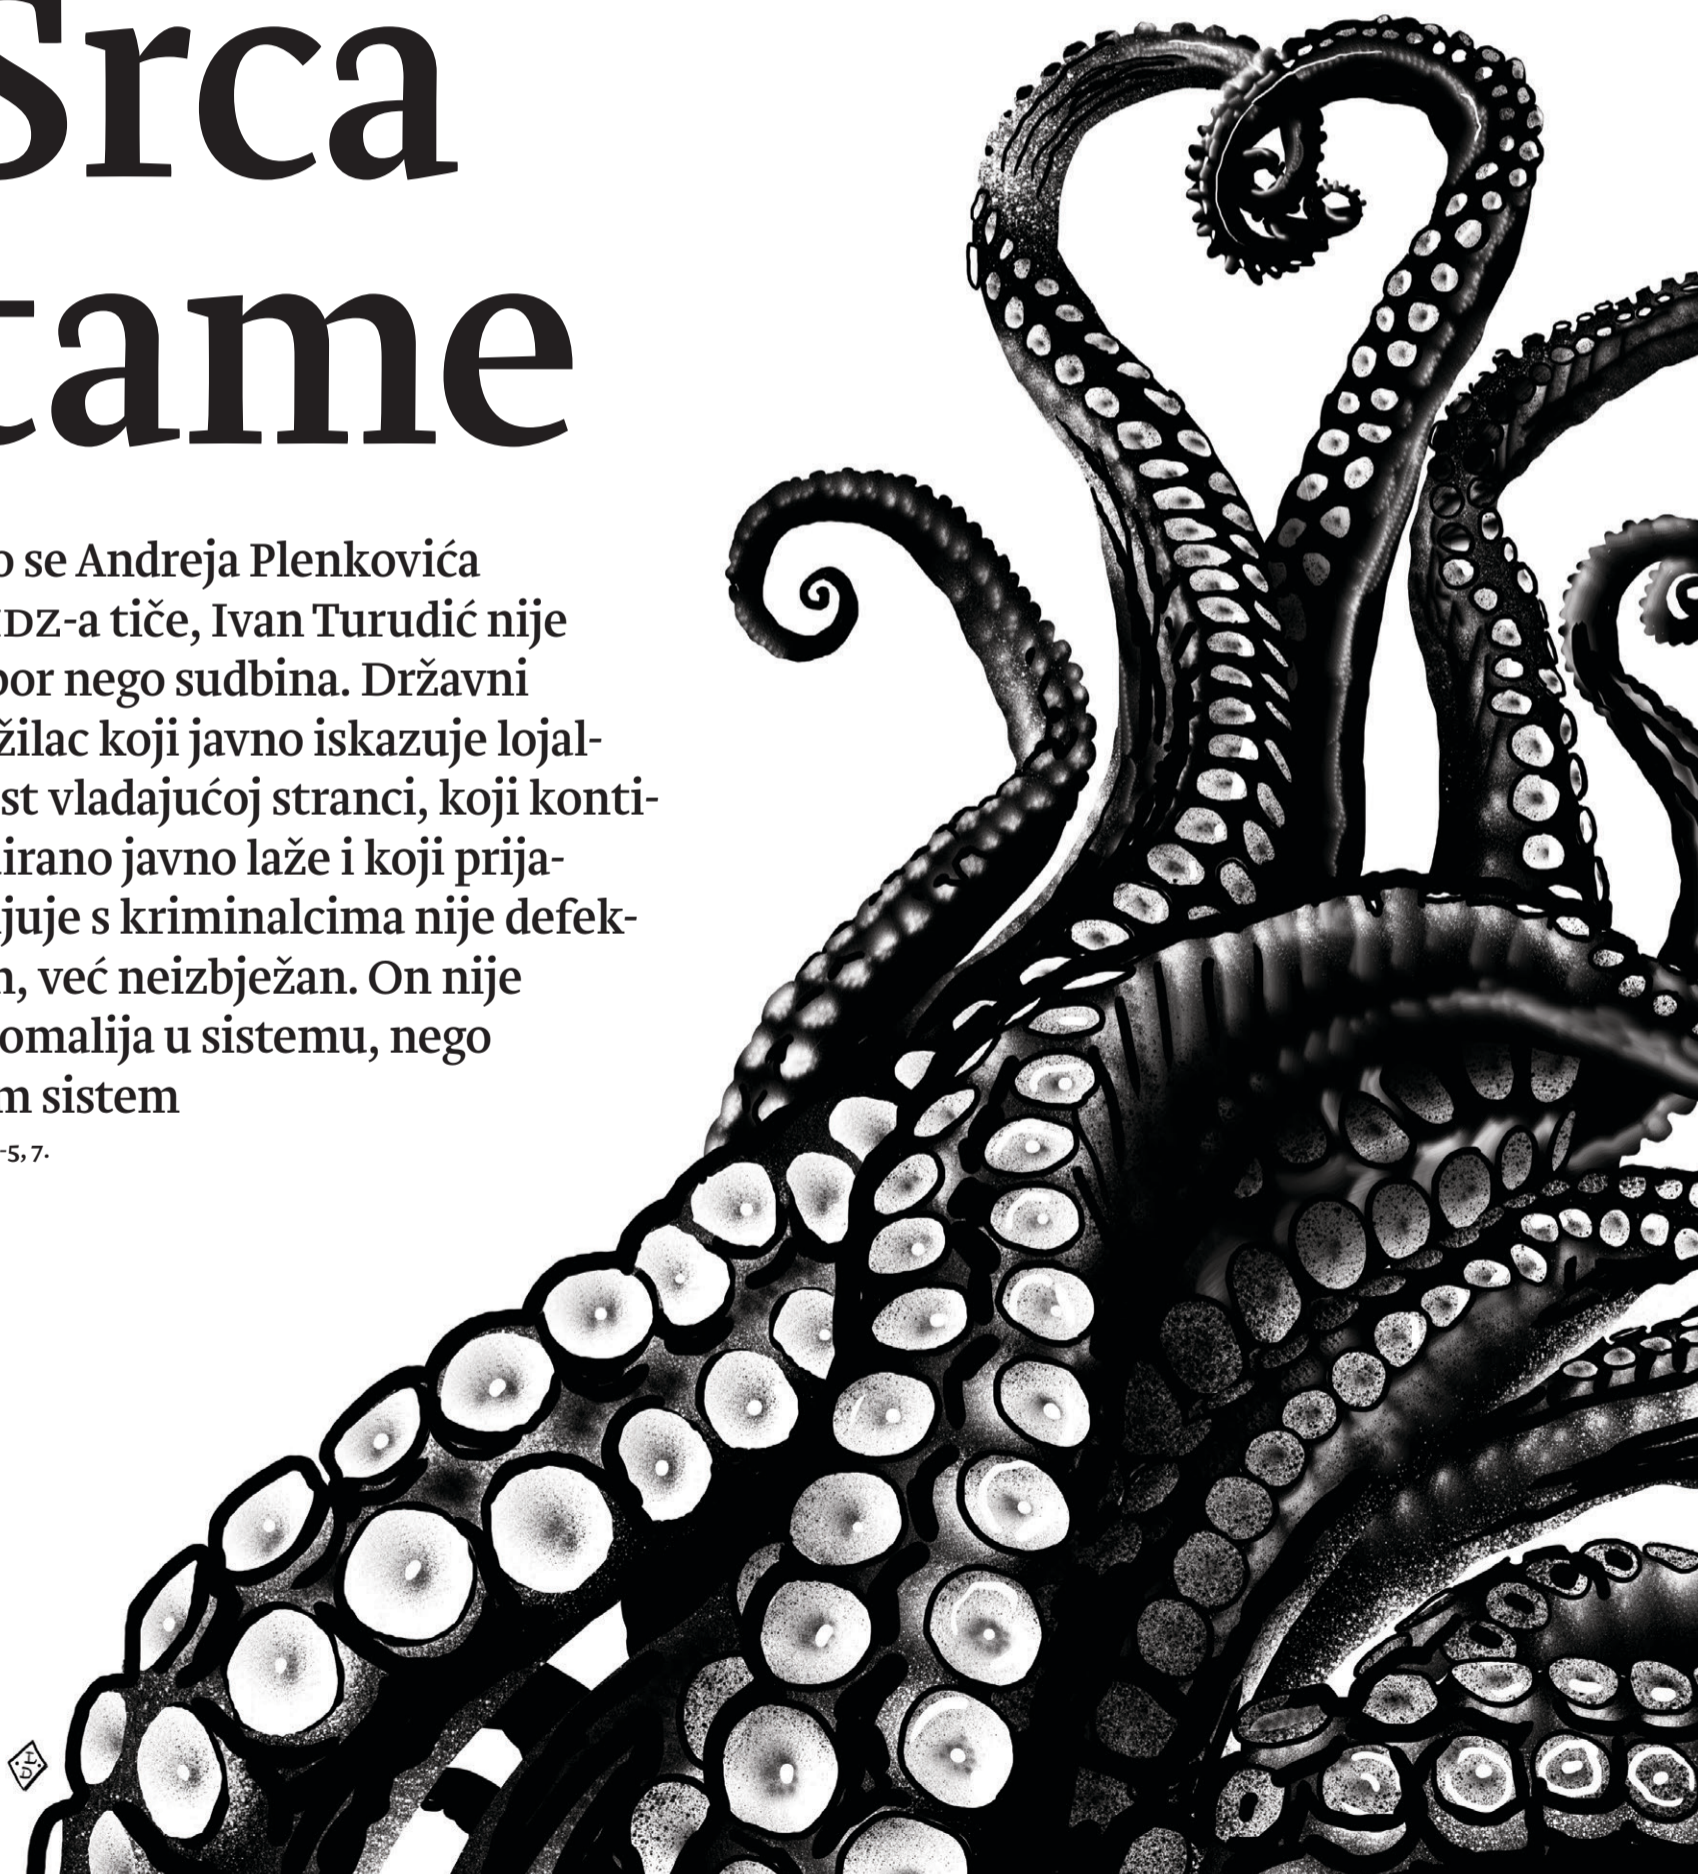 Srca
tame
o se Andreja Plenkovića
HDZ-a tiče, Ivan Turudić nije
bor nego sudbina. Državni
žilac koji javno iskazuje lojal-
st vladajućoj stranci, koji konti-
irano javno laže i koji prija-
juje s kriminalcima nije defek-
n, već neizbježan. On nije
omalija u sistemu, nego
m sistem
-5, 7.